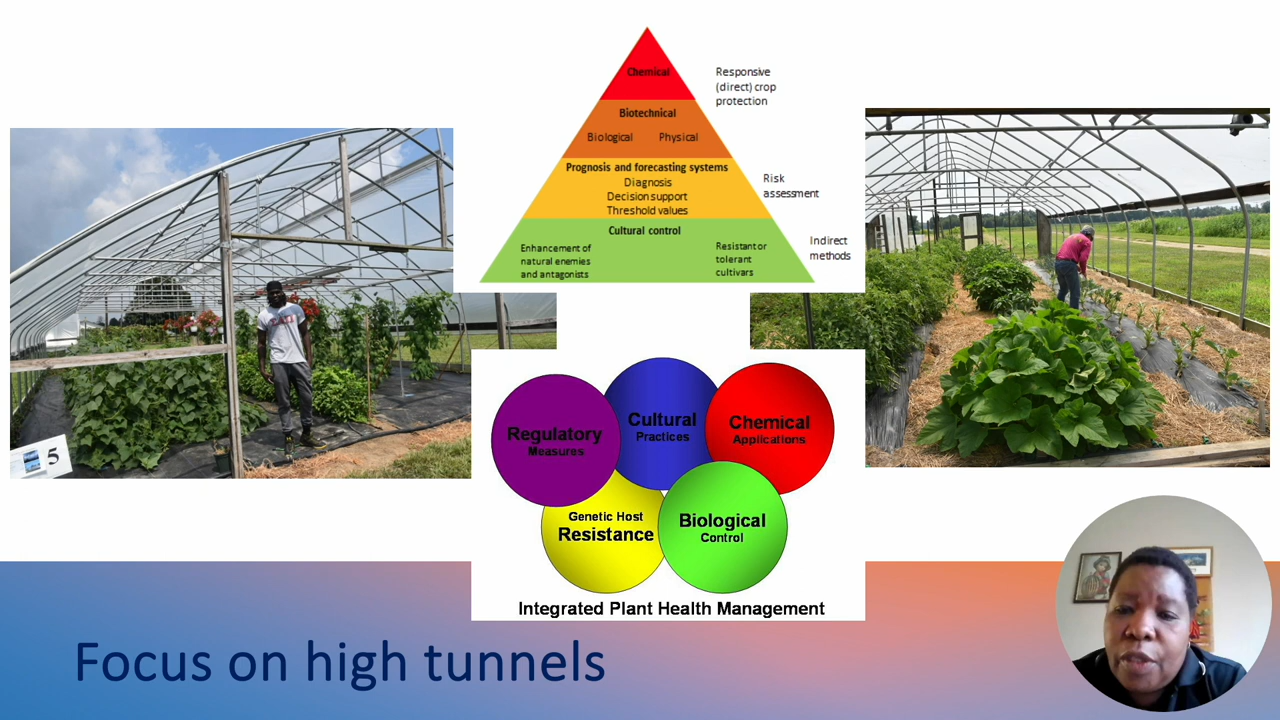 Chemical
Responsive
(direct) crop
protection
Biotechnical
Biological Physical
Prognosis and forecasting systems
Diagnosis
Decision support
Threshold values
Risk
assessment
Cultural control
Enhancement of
natural enemies
and antagonists
Resistant or
tolerant
cultivars
Indirect
methods
5
Regulatory
Measures
Cultural
Practices
Chemical
Applications
Genetic Host
Resistance
Biological
Control
Integrated Plant Health Management
Focus on high tunnels